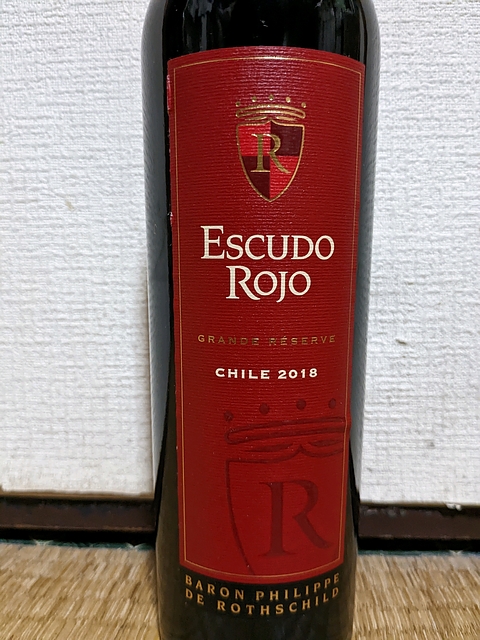 R
ESCUDO
ROJO
GRANDE RÉSERVE
CHILE 2018
R
BARON PHILIPPE
DE ROTHSCHILD